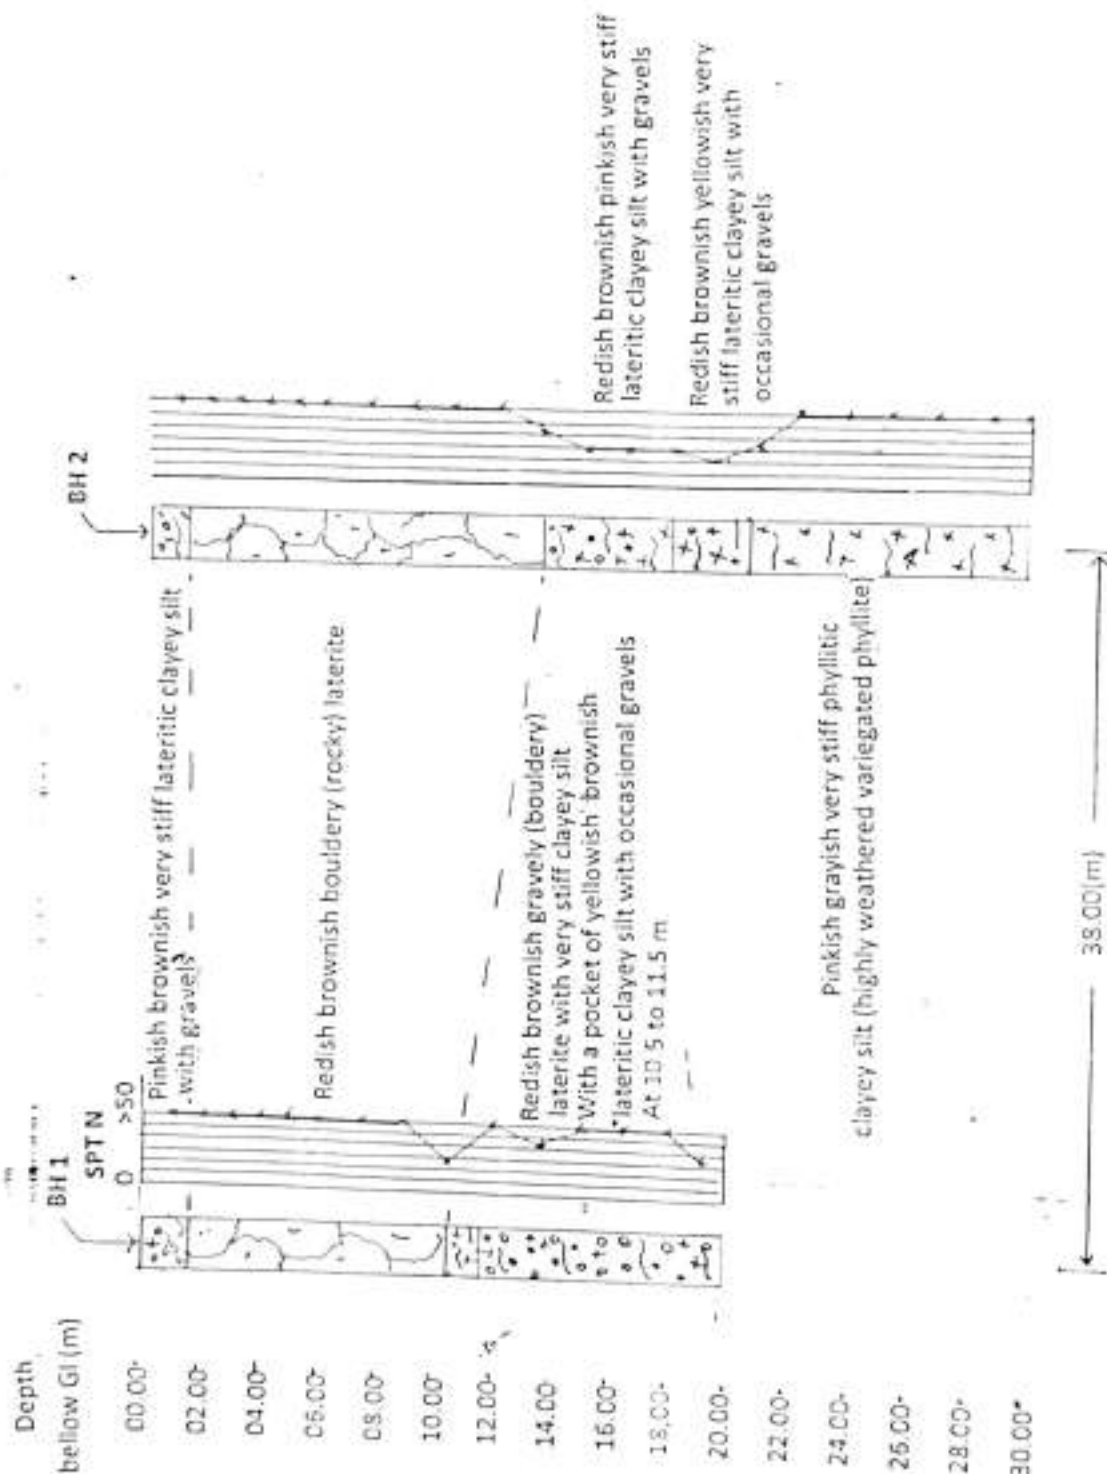 Depth
bellow Gl (m)
00.00-
02.00-
04.00-
06.00-
08.00-
10.00-
12.00-
14.00-
16.00-
18.00-
20.00-
22.00-
24.00-
26.00-
28.00-
30.00-
BH 1
SPT N
0 >50
BH 2
Pinkish brownish very stiff lateritic clayey silt
with gravels
Redish brownish bouldery (rocky) laterite
Redish brownish gravely (bouldery)
laterite with very stiff clayey silt
With a pocket of yellowish brownish
lateritic clayey silt with occasional gravels
At 10 5 to 11.5 m
Pinkish grayish very stiff phyllitic
clayey silt (highly weathered variegated phyllite)
Redish brownish pinkish very stiff
lateritic clayey silt with gravels
Redish brownish yellowish very
stiff lateritic clayey silt with
occasional gravels
38.00(m)